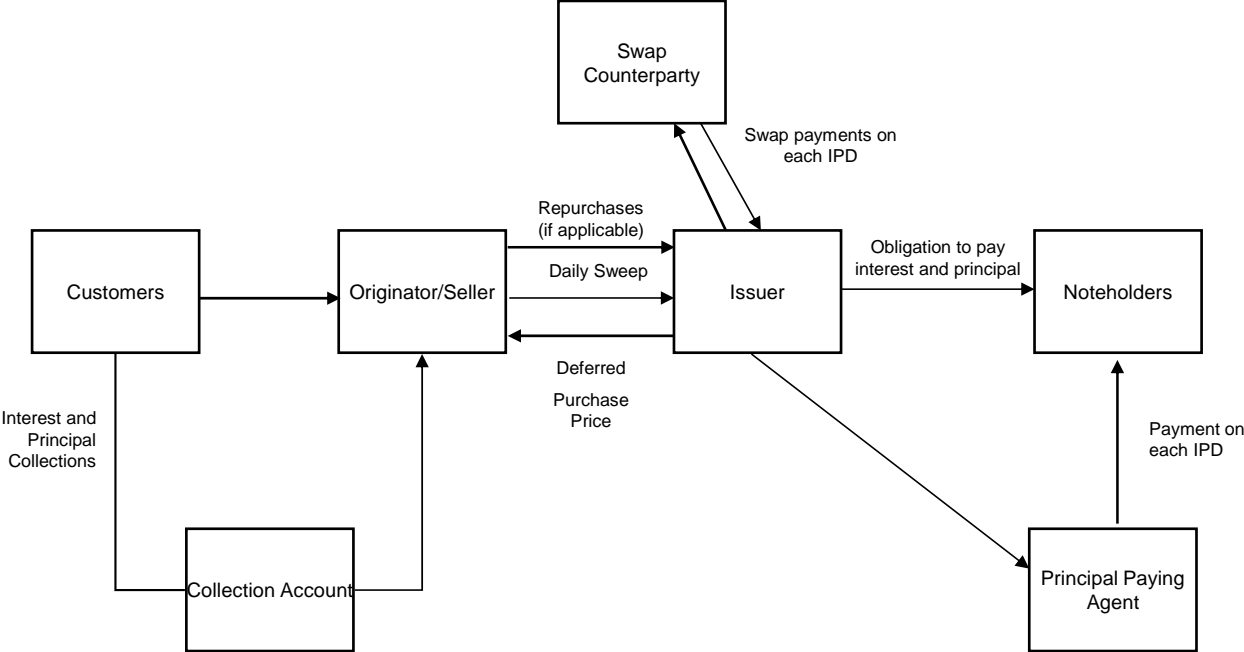 Swap
Counterparty
Swap payments on
each IPD
Repurchases
(if applicable)
Obligation to pay
interest and principal
Customers
Originator/Seller
Daily Sweep
Issuer
Noteholders
Deferred
Purchase
Price
Interest and
Principal
Collections
Payment on
each IPD
Collection Account
Principal Paying
Agent